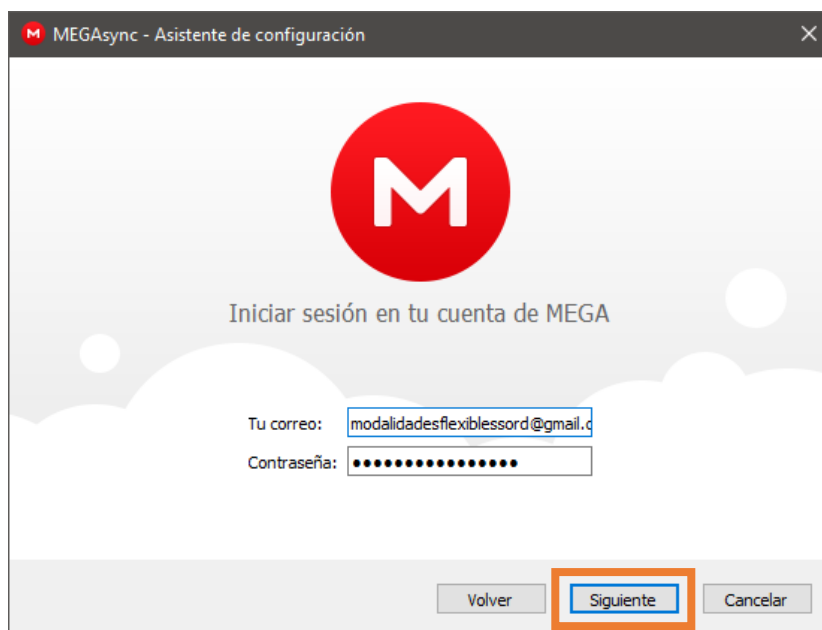 MEGAsync - Asistente de configuración
M
Iniciar sesión en tu cuenta de MEGA
Tu correo: modalidadesflexiblessord@gmail.c
Contraseña: ●●●●●●●●●●●●●●●●
Volver Siguiente Cancelar